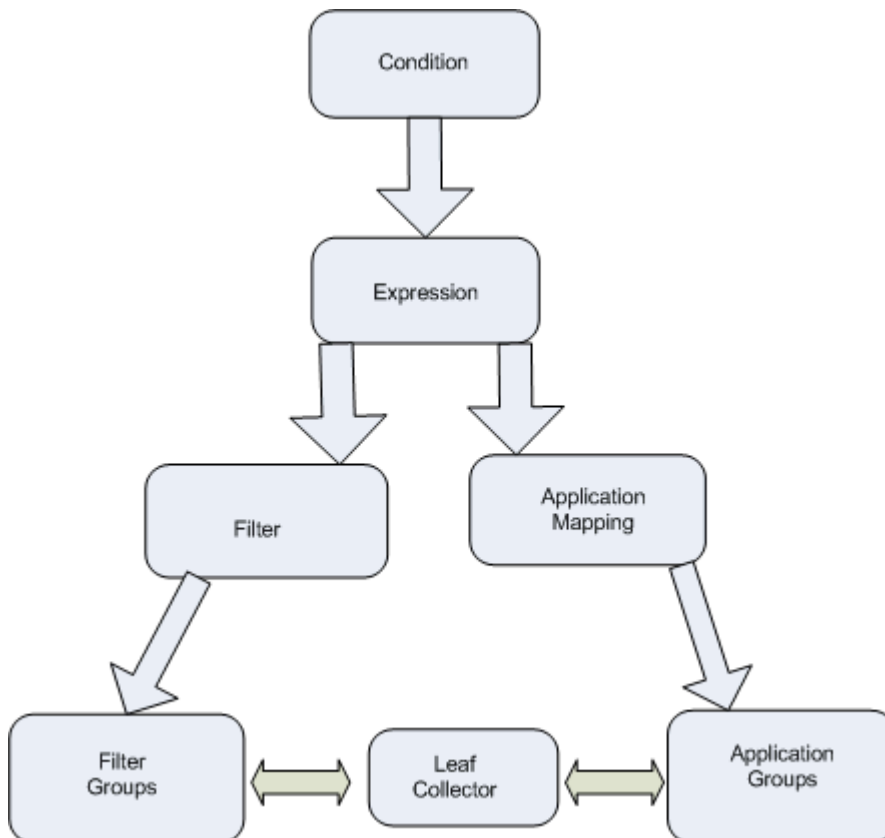 Condition
Expression
Filter
Application
Mapping
Filter
Groups
Leaf
Collector
Application
Groups